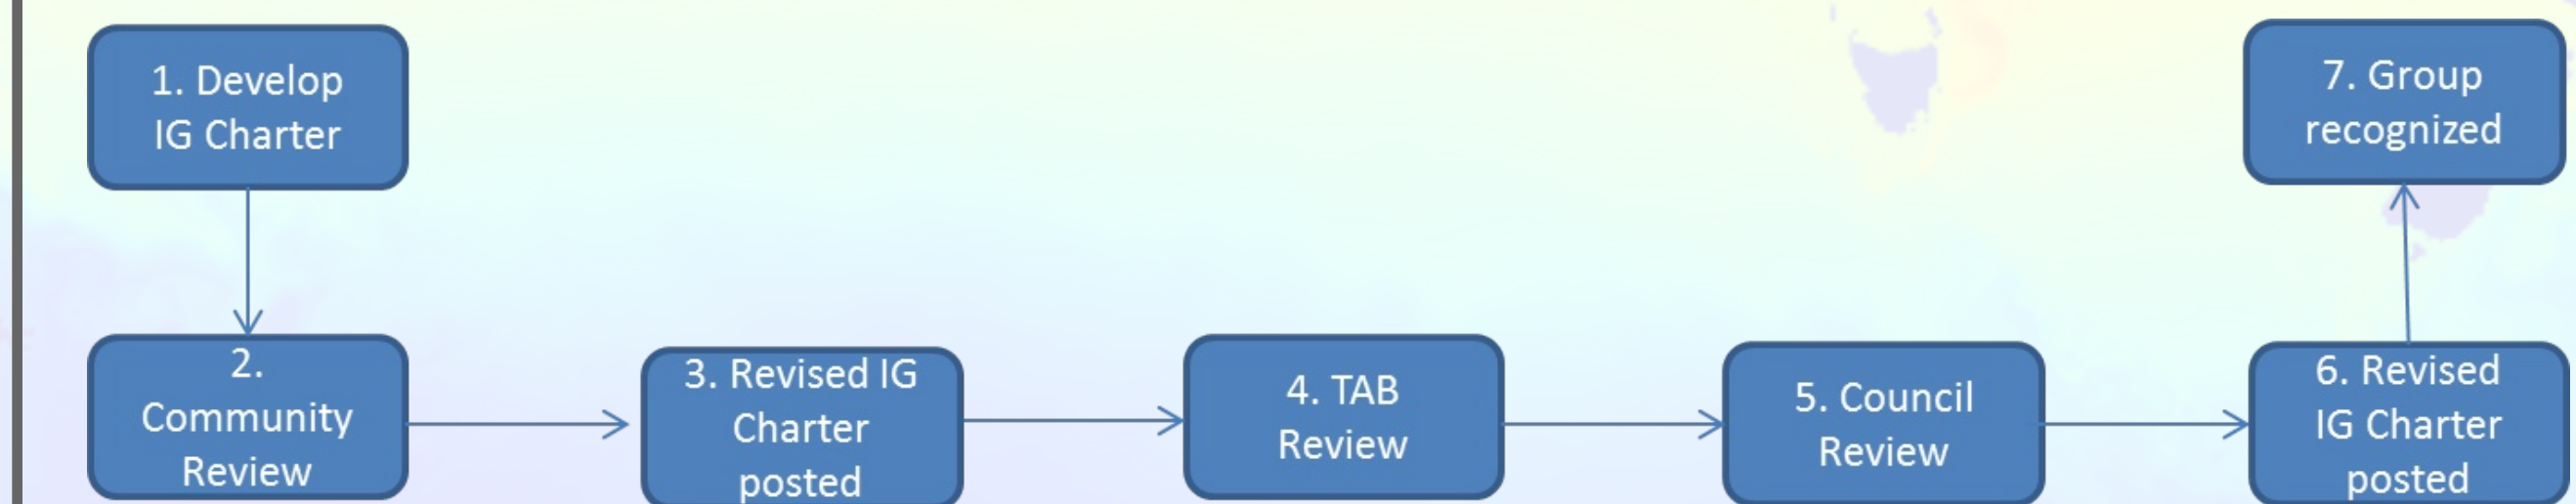 1. Develop
IG Charter
2.
Community
Review
3. Revised IG
Charter
posted
4. TAB
Review
5. Council
Review
6. Revised
IG Charter
posted
7. Group
recognized